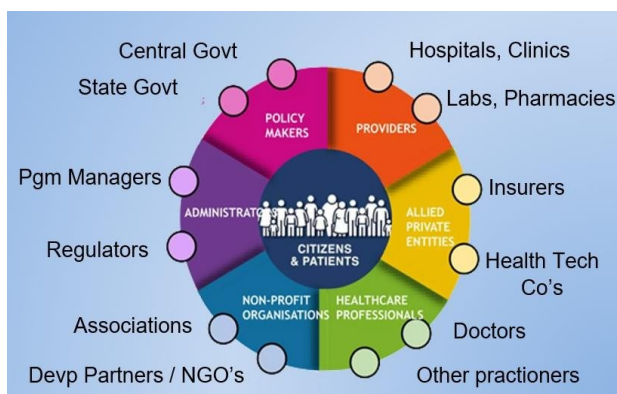 Central Govt
Hospitals, Clinics
State Govt
Labs, Pharmacies
POLICY
MAKERS
PROVIDERS
Pgm Managers
Insurers
ADMINISTRATORS
ALLIED
PRIVATE
ENTITIES
CITIZENS
& PATIENTS
Regulators
Health Tech
Co's
NON-PROFIT
ORGANISATIONS
HEALTHCARE
PROFESSIONALS
Associations
Doctors
Devp Partners / NGO's
Other practioners